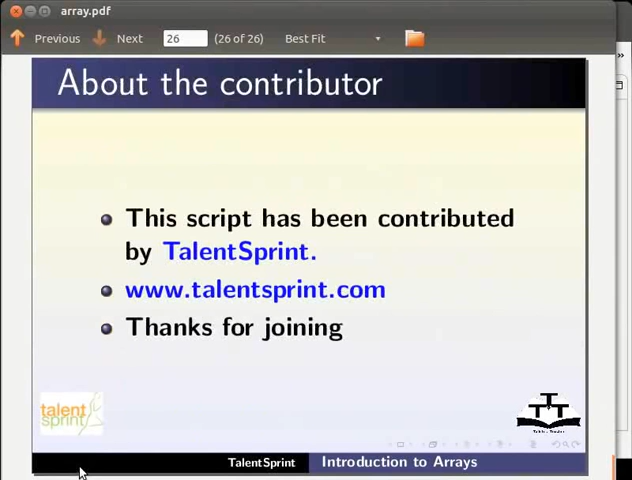 array.pdf
Previous Next 26 (26 of 26) Best Fit
About the contributor
This script has been contributed
by TalentSprint.
www.talentsprint.com
Thanks for joining
talent
sprint
TalentSprint Introduction to Arrays